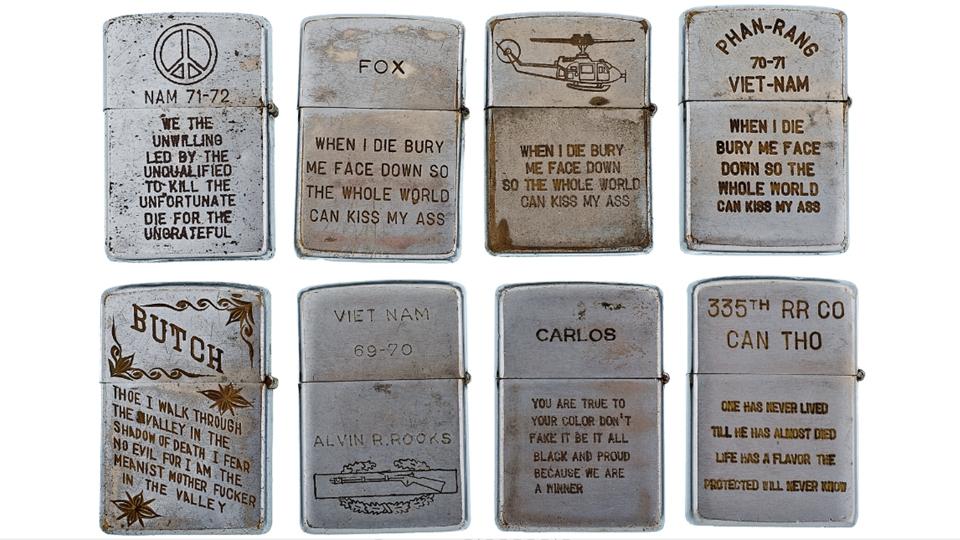 NAM 71-72
WE THE
UNWILLING
LED BY THE
UNQUALIFIED
TO KILL THE
UNFORTUNATE
DIE FOR THE
UNGRATEFUL
FOX
WHEN I DIE BURY
ME FACE DOWN SO
THE WHOLE WORLD
CAN KISS MY ASS
WHEN I DIE BURY
ME FACE DOWN
SO THE WHOLE WORLD
CAN KISS MY ASS
PHAN-RANG
70-71
VIET-NAM
WHEN I DIE
BURY ME FACE
DOWN SO THE
WHOLE WORLD
CAN KISS MY ASS
BUTCH
THOE I WALK THROUGH
THE VALLEY IN THE
SHADOW OF DEATH I FEAR
NO EVIL FOR I AM THE
MEANIST MOTHER FUCKER
IN THE VALLEY
VIET NAM
69-70
ALVIN R.ROOKS
CARLOS
YOU ARE TRUE TO
YOUR COLOR DON'T
FAKE IT BE IT ALL
BLACK AND PROUD
BECAUSE WE ARE
A WINNER
335TH RR CO
CAN THO
ONE HAS NEVER LIVED
TILL HE HAS ALMOST DIED
LIFE HAS A FLAVOR THE
PROTECTED WILL NEVER KNOW